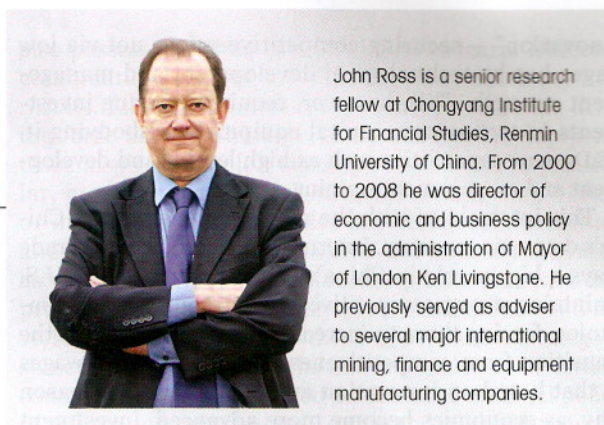 John Ross is a senior research
fellow at Chongyang Institute
for Financial Studies, Renmin
University of China. From 2000
to 2008 he was director of
economic and business policy
in the administration of Mayor
of London Ken Livingstone. He
previously served as adviser
to several major international
mining, finance and equipment
manufacturing companies.